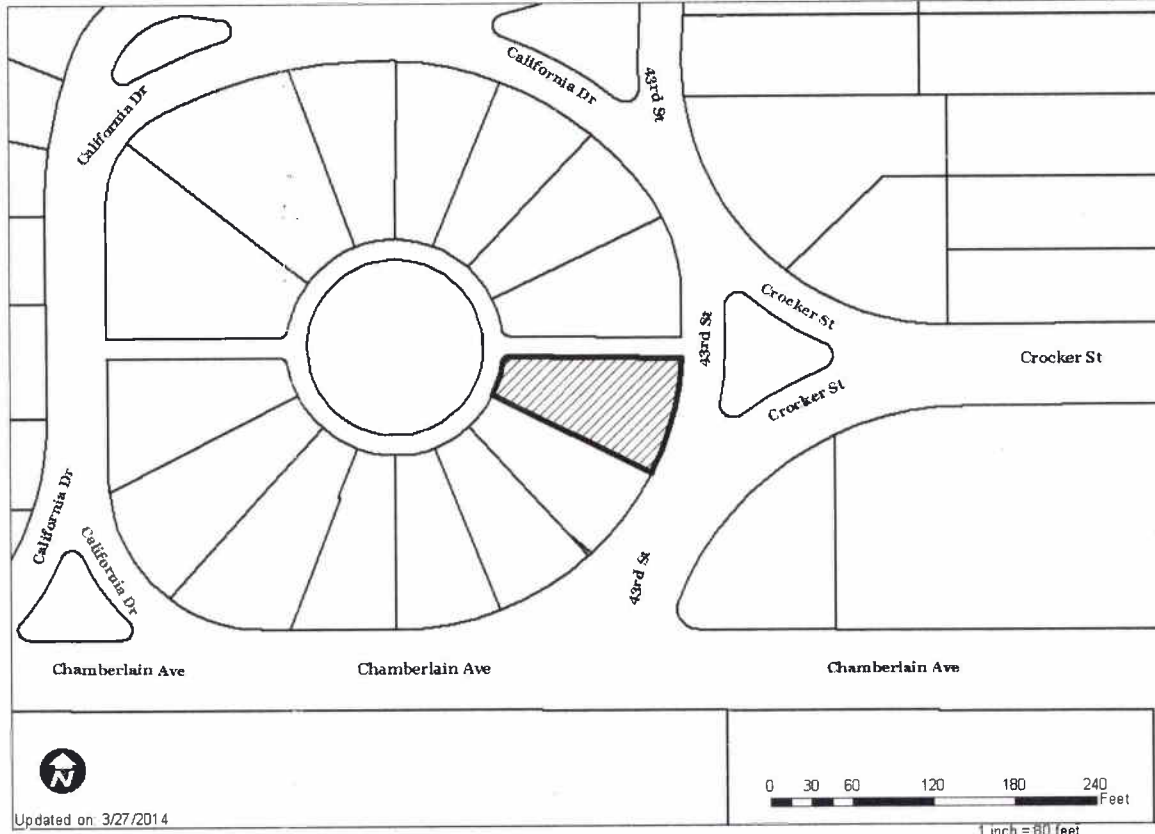 California Dr
43rd St
California Dr
Crocker St
43rd St
Crocker St
Crocker St
California Dr
California Dr
43rd St
Chamberlain Ave
Chamberlain Ave
Chamberlain Ave
N
0 30 60 120 180 240
Feet
Updated on: 3/27/2014
1 inch = 80 feet